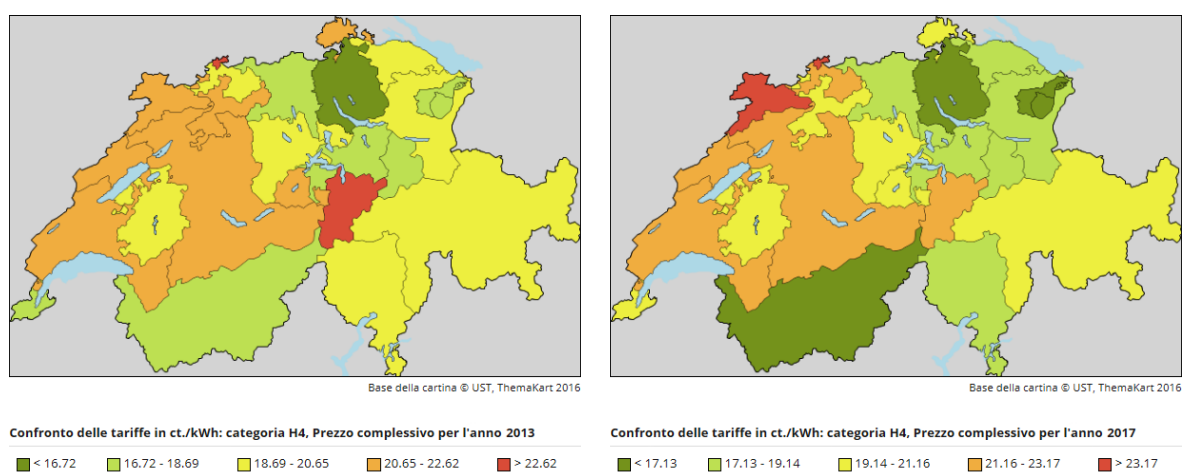 Base della cartina © UST, ThemaKart 2016
Base della cartina © UST, ThemaKart 2016
Confronto delle tariffe in ct./kWh: categoria H4, Prezzo complessivo per l'anno 2013
Confronto delle tariffe in ct./kWh: categoria H4, Prezzo complessivo per l'anno 2017
< 16.72 16.72 - 18.69 18.69 - 20.65 20.65 - 22.62 > 22.62
< 17.13 17.13 - 19.14 19.14 - 21.16 21.16 - 23.17 > 23.17